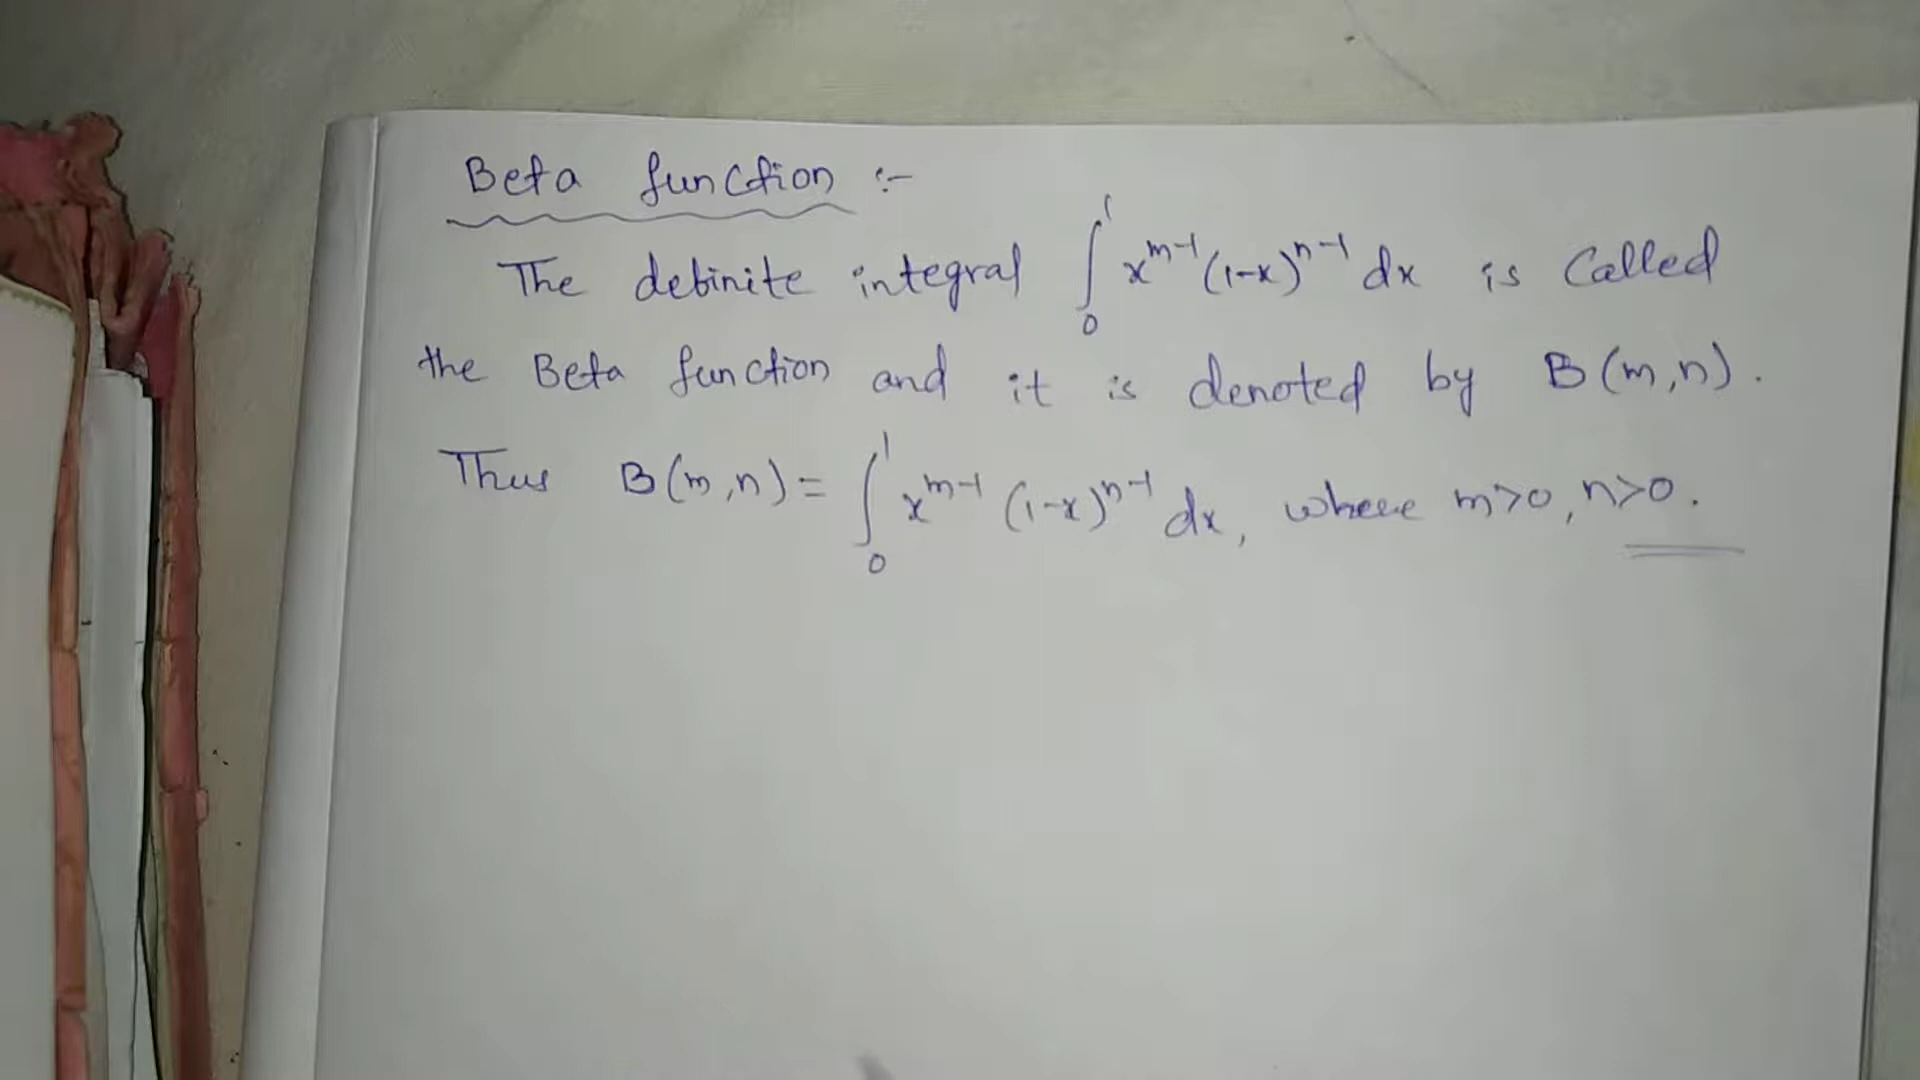 Beta function :-
The definite integral ∫₀¹ x^{m-1} (1-x)^{n-1} dx is Called
the Beta function and it is denoted by B(m,n).
Thus B(m,n) = ∫₀¹ x^{m-1} (1-x)^{n-1} dx, where m>0, n>0.